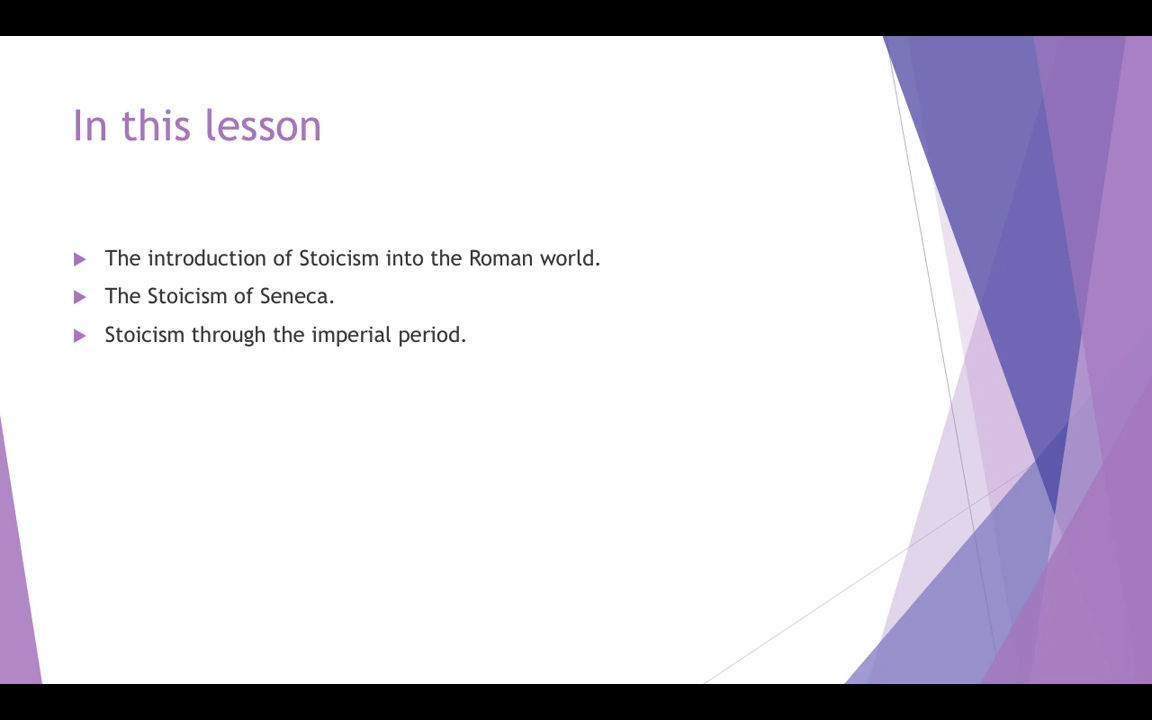 In this lesson
The introduction of Stoicism into the Roman world.
The Stoicism of Seneca.
Stoicism through the imperial period.